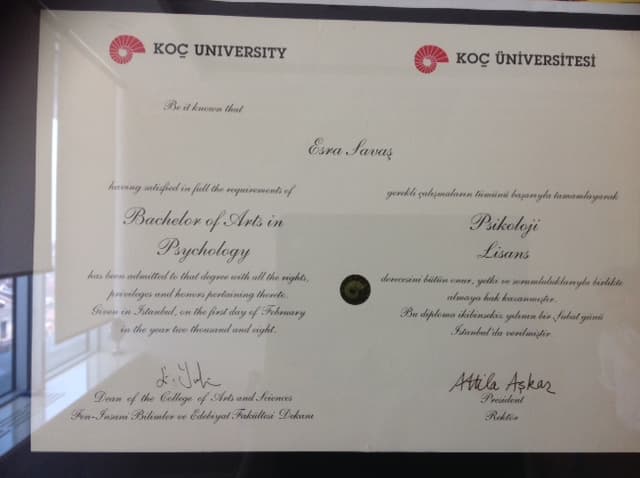 KOÇ UNIVERSITY
KOÇ ÜNİVERSİTESİ
Be it known that
Esra Savaş
having satisfied in full the requirements of
Bachelor of Arts in
Psychology
has been admitted to that degree with all the rights,
privileges and honors pertaining thereto.
Given in Istanbul, on the first day of February
in the year two thousand and eight.
gerekli çalışmaların tümünü başarıyla tamamlayarak
Psikoloji
Lisans
derecesini bütün onur, yetki ve sorumluluklarıyla birlikte
almaya hak kazanmıştır.
Bu diploma ikibinsekiz yılının bir Şubat günü
İstanbul'da verilmiştir
Dean of the College of Arts and Sciences
Fen-İnsani Bilimler ve Edebiyat Fakültesi Dekanı
Attila Aşkar
President
Rektör